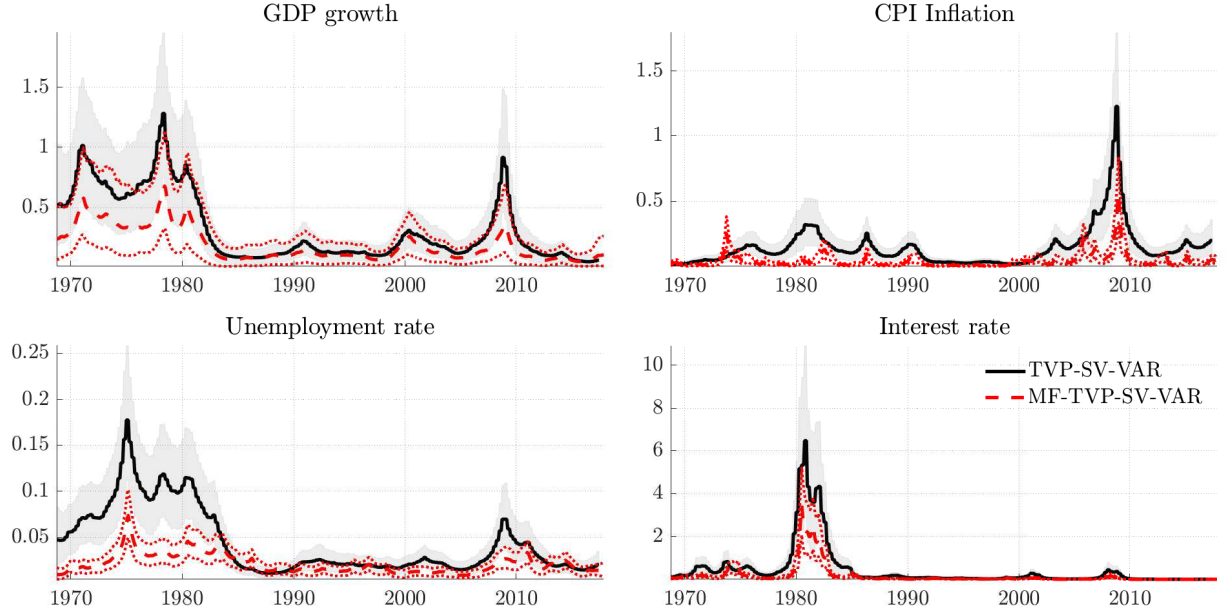 GDP growth
1.5
1
0.5
1970 1980 1990 2000 2010
CPI Inflation
1.5
1
0.5
1970 1980 1990 2000 2010
Unemployment rate
0.25
0.2
0.15
0.1
0.05
1970 1980 1990 2000 2010
Interest rate
10
8
6
4
2
TVP-SV-VAR
MF-TVP-SV-VAR
1970 1980 1990 2000 2010